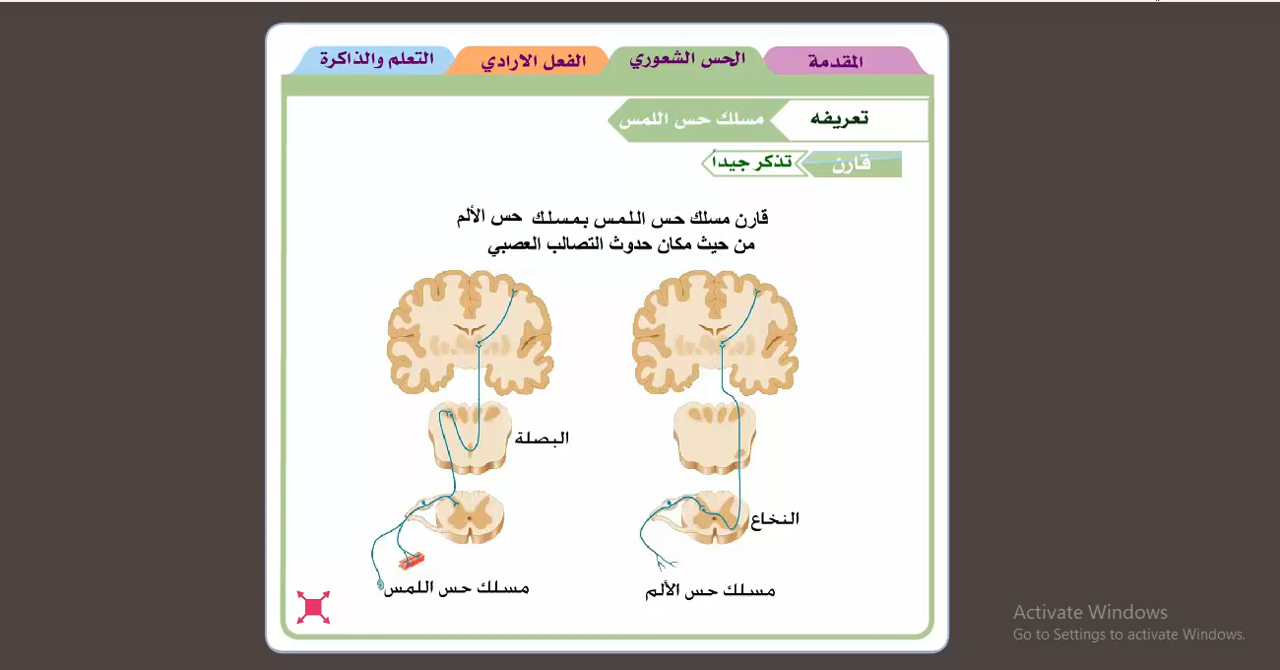 المقدمة
الحس الشعوري
الفعل الارادي
التعلم والذاكرة
تعريفه
مسلك حس اللمس
قارن
تذكر جيداً
قارن مسلك حس اللمس بمسلك حس الألم
من حيث مكان حدوث التصالب العصبي
البصلة
النخاع
مسلك حس الألم
مسلك حس اللمس
Activate Windows
Go to Settings to activate Windows.